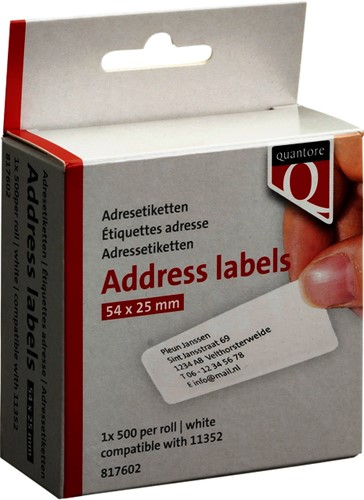 quantore
Q
Adresetiketten
Étiquettes adresse
Adressetiketten
Address labels
54 x 25 mm
Pleun Janssen
Sint Jansstraat 69
1234 AB Velthorsterweide
T 06 - 12 34 56 78
E info@mail.nl
1x 500 per roll | white
compatible with 11352
817602
Adresetiketten / Étiquettes adresse / Adressetiketten
Address labels 54 x 25 mm
1x 500per roll | white | compatible with 11352
817602